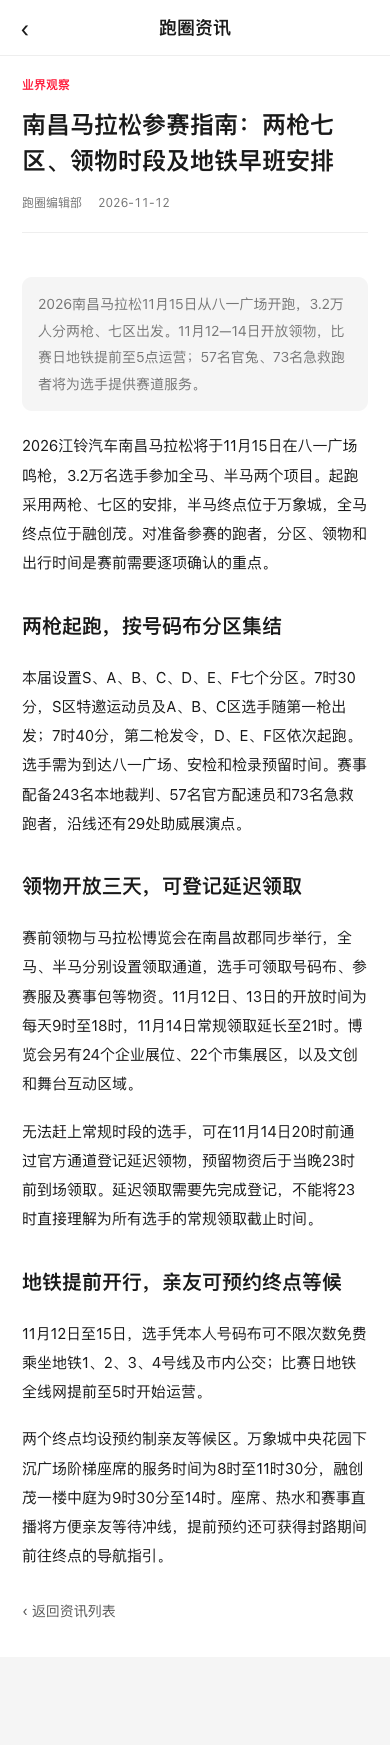 ‹
跑圈资讯
业界观察
南昌马拉松参赛指南：两枪七
区、领物时段及地铁早班安排
跑圈编辑部 2026-11-12
2026南昌马拉松11月15日从八一广场开跑，3.2万
人分两枪、七区出发。11月12—14日开放领物，比
赛日地铁提前至5点运营；57名官兔、73名急救跑
者将为选手提供赛道服务。
2026江铃汽车南昌马拉松将于11月15日在八一广场
鸣枪，3.2万名选手参加全马、半马两个项目。起跑
采用两枪、七区的安排，半马终点位于万象城，全马
终点位于融创茂。对准备参赛的跑者，分区、领物和
出行时间是赛前需要逐项确认的重点。
两枪起跑，按号码布分区集结
本届设置S、A、B、C、D、E、F七个分区。7时30
分，S区特邀运动员及A、B、C区选手随第一枪出
发；7时40分，第二枪发令，D、E、F区依次起跑。
选手需为到达八一广场、安检和检录预留时间。赛事
配备243名本地裁判、57名官方配速员和73名急救
跑者，沿线还有29处助威展演点。
领物开放三天，可登记延迟领取
赛前领物与马拉松博览会在南昌故郡同步举行，全
马、半马分别设置领取通道，选手可领取号码布、参
赛服及赛事包等物资。11月12日、13日的开放时间为
每天9时至18时，11月14日常规领取延长至21时。博
览会另有24个企业展位、22个市集展区，以及文创
和舞台互动区域。
无法赶上常规时段的选手，可在11月14日20时前通
过官方通道登记延迟领物，预留物资后于当晚23时
前到场领取。延迟领取需要先完成登记，不能将23
时直接理解为所有选手的常规领取截止时间。
地铁提前开行，亲友可预约终点等候
11月12日至15日，选手凭本人号码布可不限次数免费
乘坐地铁1、2、3、4号线及市内公交；比赛日地铁
全线网提前至5时开始运营。
两个终点均设预约制亲友等候区。万象城中央花园下
沉广场阶梯座席的服务时间为8时至11时30分，融创
茂一楼中庭为9时30分至14时。座席、热水和赛事直
播将方便亲友等待冲线，提前预约还可获得封路期间
前往终点的导航指引。
‹ 返回资讯列表